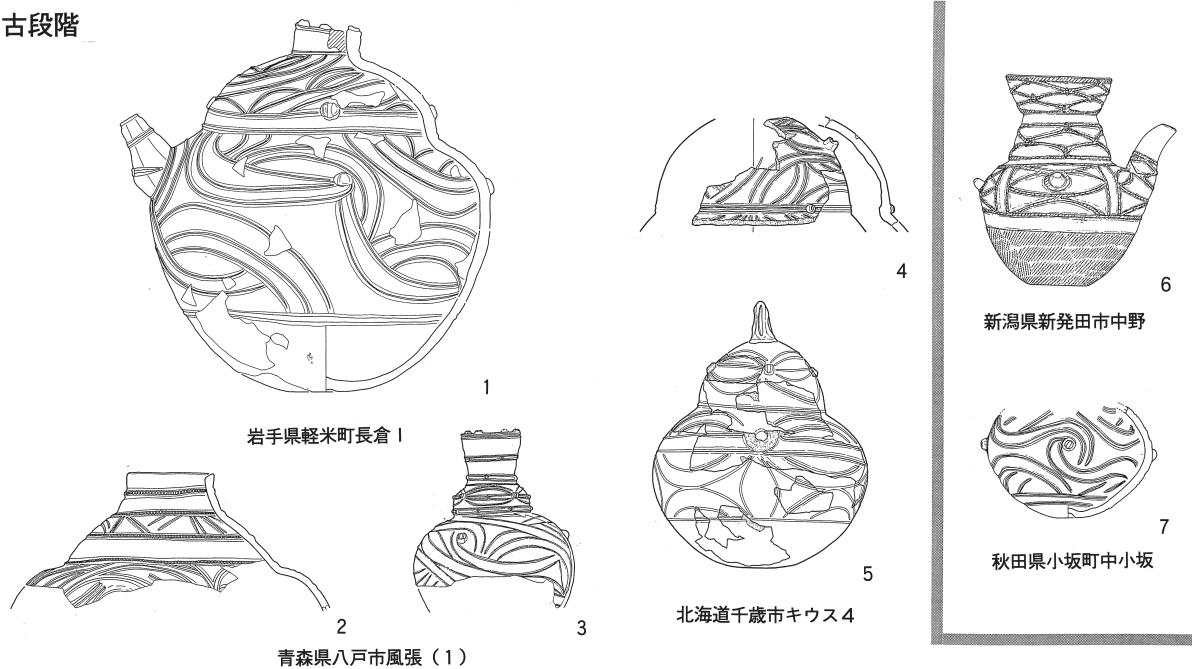 古段階
1
岩手県軽米町長倉Ⅰ
2
3
青森県八戸市風張（1）
4
5
北海道千歳市キウス4
6
新潟県新発田市中野
7
秋田県小坂町中小坂